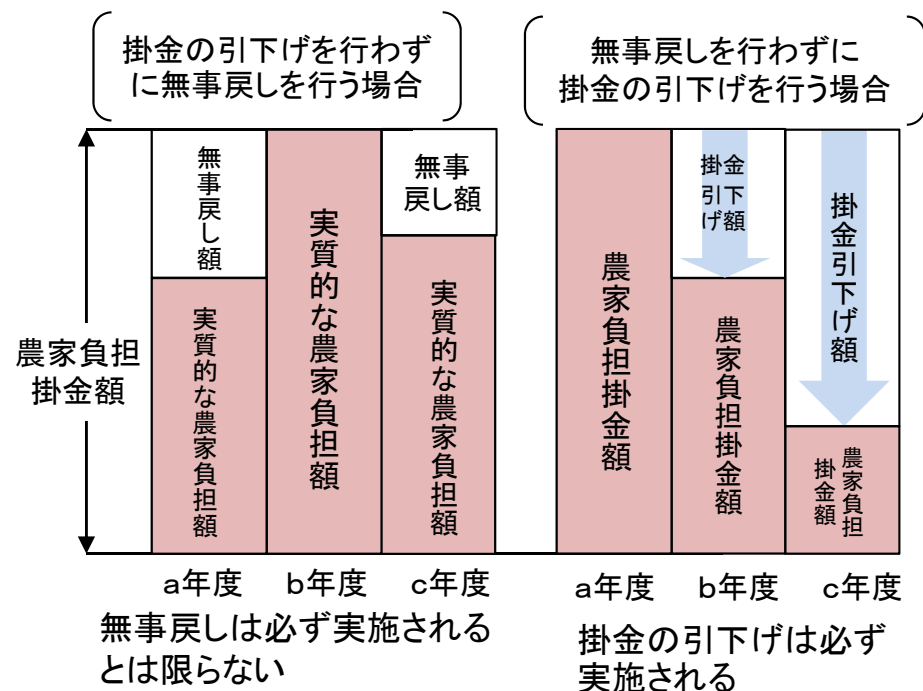 掛金の引下げを行わず
に無事戻しを行う場合
無事戻しを行わずに
掛金の引下げを行う場合
農家負担
掛金額
無事戻し額
実質的な農家負担額
実質的な農家負担額
無事
戻し額
実質的な農家負担額
農家負担掛金額
掛金
引下
げ額
農家負担掛金額
掛金引下げ額
農家負担
掛金額
a年度
b年度
c年度
a年度
b年度
c年度
無事戻しは必ず実施される
とは限らない
掛金の引下げは必ず
実施される